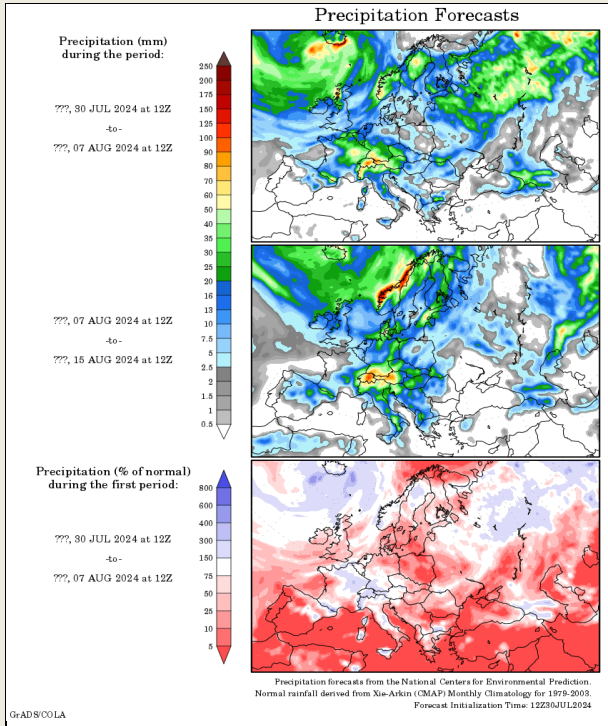 Precipitation Forecasts
Precipitation (mm)
during the period:
???, 30 JUL 2024 at 12Z
-to-
???, 07 AUG 2024 at 12Z
250
200
175
150
125
100
90
80
70
60
50
45
40
35
30
25
20
16
13
10
7.5
5
2.5
2
1.5
1
0.5
???, 07 AUG 2024 at 12Z
-to-
???, 15 AUG 2024 at 12Z
Precipitation (% of normal)
during the first period:
???, 30 JUL 2024 at 12Z
-to-
???, 07 AUG 2024 at 12Z
800
600
400
300
150
75
50
25
10
5
Precipitation forecasts from the National Centers for Environmental Prediction.
Normal rainfall derived from Xie-Arkin (CMAP) Monthly Climatology for 1979-2003.
Forecast Initialization Time: 12Z30JUL2024
GrADS/COLA